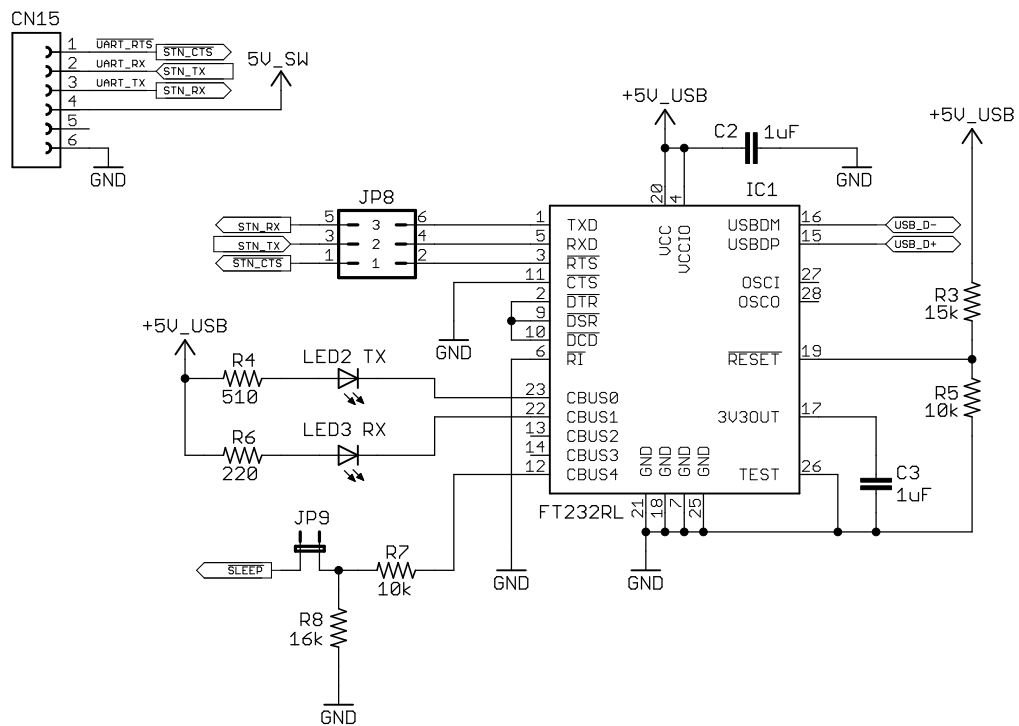 CN15
1 UART_RTS STN_CTS
2 UART_RX STN_TX
3 UART_TX STN_RX
4
5
6
5V_SW
GND
+5V_USB
C2 1uF
GND
+5V_USB
IC1
20 4
VCC VCCIO
JP8
STN_RX 5 3 6
STN_TX 3 2 4
STN_CTS 1 1 2
1 TXD
5 RXD
3 RTS
11 CTS
2 DTR
9 DSR
10 DCD
6 RI
23 CBUS0
22 CBUS1
13 CBUS2
14 CBUS3
12 CBUS4
USBDM 16 USB_D-
USBDP 15 USB_D+
OSCI 27
OSCO 28
RESET 19
3V3OUT 17
TEST 26
GND GND GND GND
21 18 7 25
FT232RL
R3
15k
R5
10k
C3
1uF
GND
+5V_USB
R4
510
LED2 TX
R6
220
LED3 RX
GND
JP9
SLEEP
R7
10k
R8
16k
GND
GND